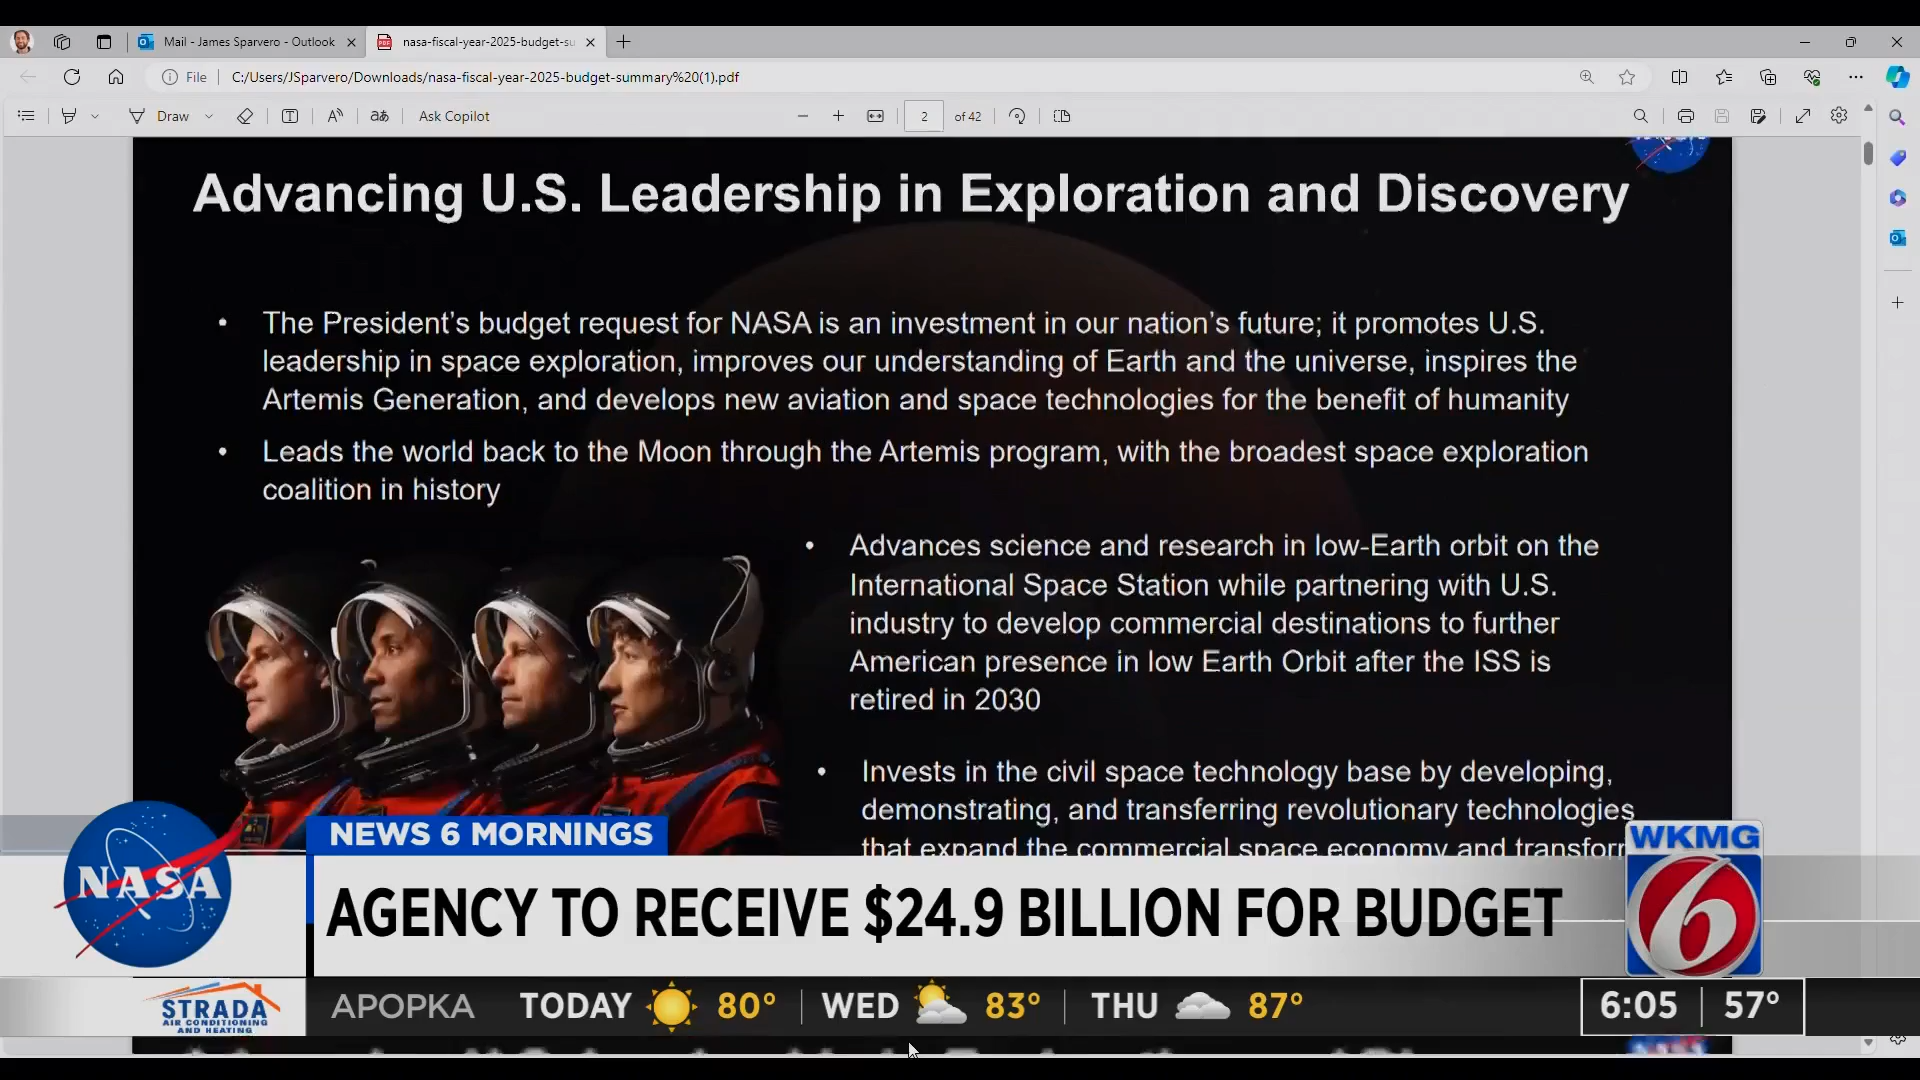 Mail - James Sparvero - Outlook
nasa-fiscal-year-2025-budget-su
File
C:/Users/JSparvero/Downloads/nasa-fiscal-year-2025-budget-summary%20(1).pdf
Draw
Ask Copilot
2 of 42
Advancing U.S. Leadership in Exploration and Discovery
• The President's budget request for NASA is an investment in our nation's future; it promotes U.S.
leadership in space exploration, improves our understanding of Earth and the universe, inspires the
Artemis Generation, and develops new aviation and space technologies for the benefit of humanity
• Leads the world back to the Moon through the Artemis program, with the broadest space exploration
coalition in history
• Advances science and research in low-Earth orbit on the
International Space Station while partnering with U.S.
industry to develop commercial destinations to further
American presence in low Earth Orbit after the ISS is
retired in 2030
• Invests in the civil space technology base by developing,
demonstrating, and transferring revolutionary technologies
that expand the commercial space economy and transform
NASA
NEWS 6 MORNINGS
AGENCY TO RECEIVE $24.9 BILLION FOR BUDGET
WKMG
6
STRADA
AIR CONDITIONING
AND HEATING
APOPKA TODAY 80° WED 83° THU 87°
6:05 57°